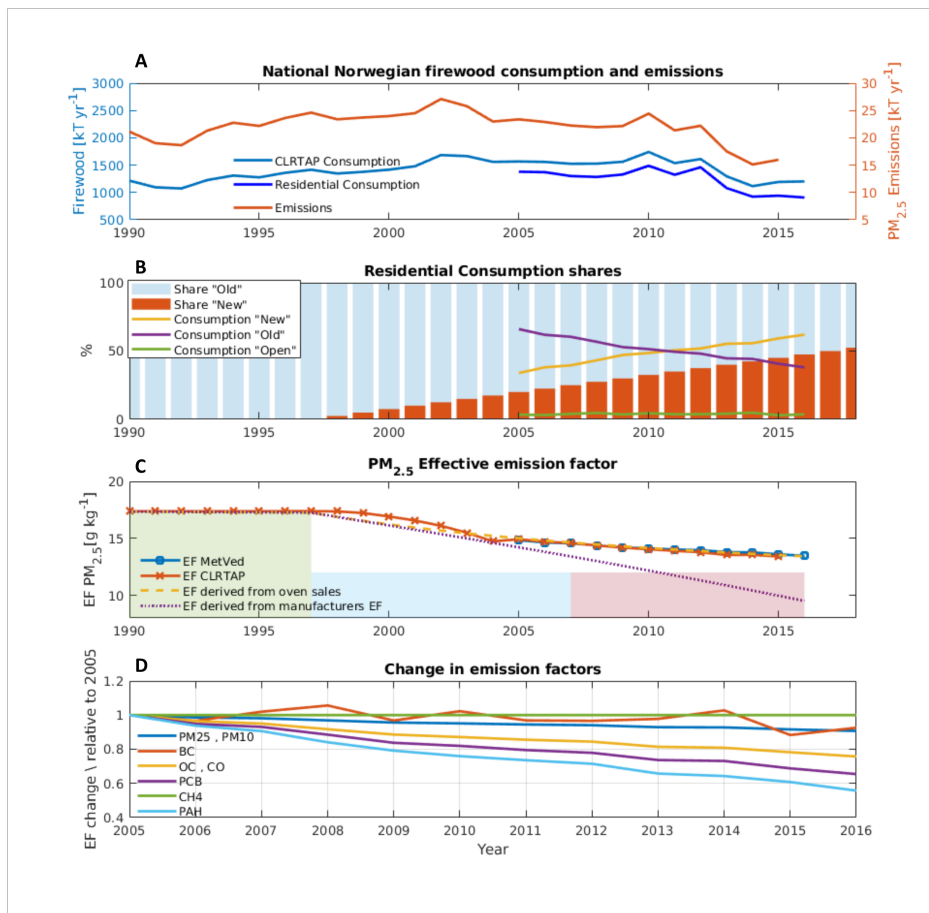 A
National Norwegian firewood consumption and emissions
Firewood [kT yr-1]
PM2.5 Emissions [kT yr-1]
3000
2500
2000
1500
1000
500
30
25
20
15
10
5
CLRTAP Consumption
Residential Consumption
Emissions
1990 1995 2000 2005 2010 2015
B
Residential Consumption shares
%
100
50
0
Share "Old"
Share "New"
Consumption "New"
Consumption "Old"
Consumption "Open"
1990 1995 2000 2005 2010 2015
C
PM2.5 Effective emission factor
EF PM2.5[g kg-1]
20
15
10
EF MetVed
EF CLRTAP
EF derived from oven sales
EF derived from manufacturers EF
1990 1995 2000 2005 2010 2015
D
Change in emission factors
EF change \ relative to 2005
1.2
1
0.8
0.6
0.4
PM25 , PM10
BC
OC , CO
PCB
CH4
PAH
2005 2006 2007 2008 2009 2010 2011 2012 2013 2014 2015 2016
Year